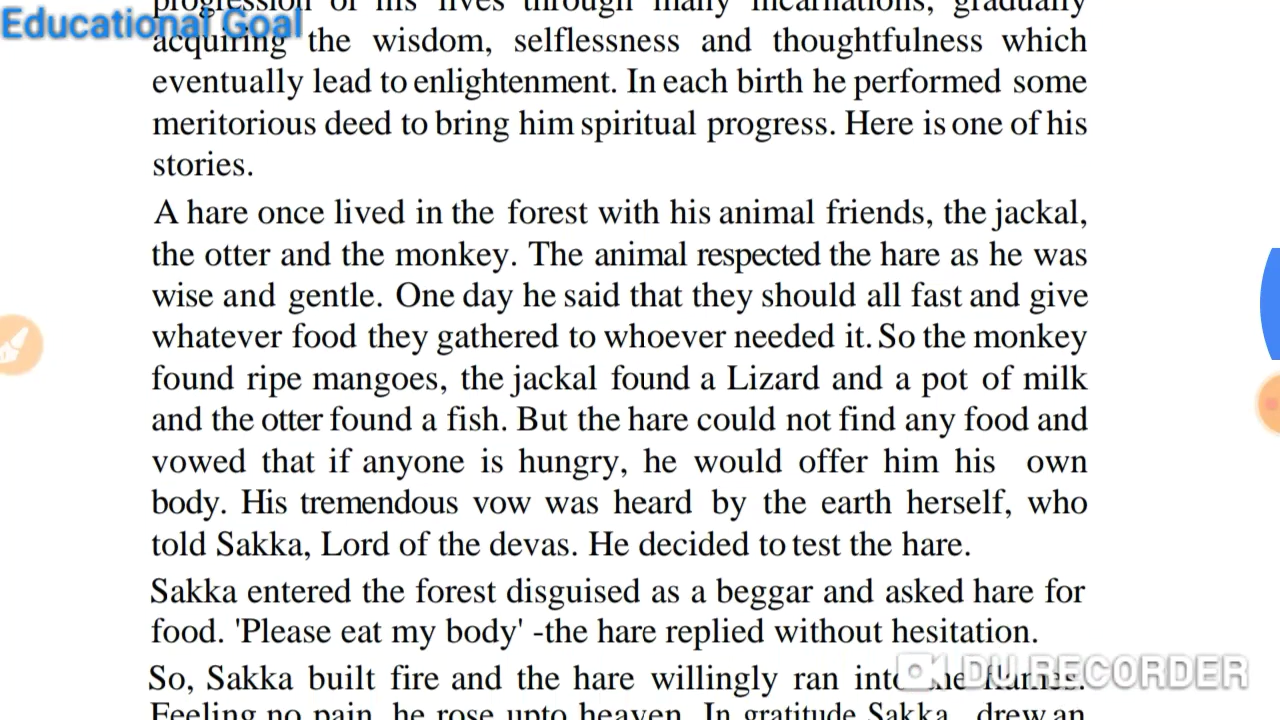 Educational Goal
progression of his lives through many incarnations, gradually
acquiring the wisdom, selflessness and thoughtfulness which
eventually lead to enlightenment. In each birth he performed some
meritorious deed to bring him spiritual progress. Here is one of his
stories.
A hare once lived in the forest with his animal friends, the jackal,
the otter and the monkey. The animal respected the hare as he was
wise and gentle. One day he said that they should all fast and give
whatever food they gathered to whoever needed it. So the monkey
found ripe mangoes, the jackal found a Lizard and a pot of milk
and the otter found a fish. But the hare could not find any food and
vowed that if anyone is hungry, he would offer him his own
body. His tremendous vow was heard by the earth herself, who
told Sakka, Lord of the devas. He decided to test the hare.
Sakka entered the forest disguised as a beggar and asked hare for
food. 'Please eat my body' -the hare replied without hesitation.
So, Sakka built fire and the hare willingly ran into the flames.
DU RECORDER
Feeling no pain, he rose upto heaven. In gratitude Sakka drew an